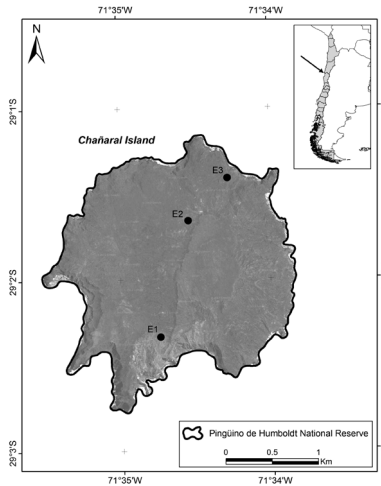 71°35'W 71°34'W
N
29°1'S
Chañaral Island
E3
E2
29°2'S
E1
Pingüino de Humboldt National Reserve
0 0.5 1
Km
29°3'S
71°35'W 71°34'W